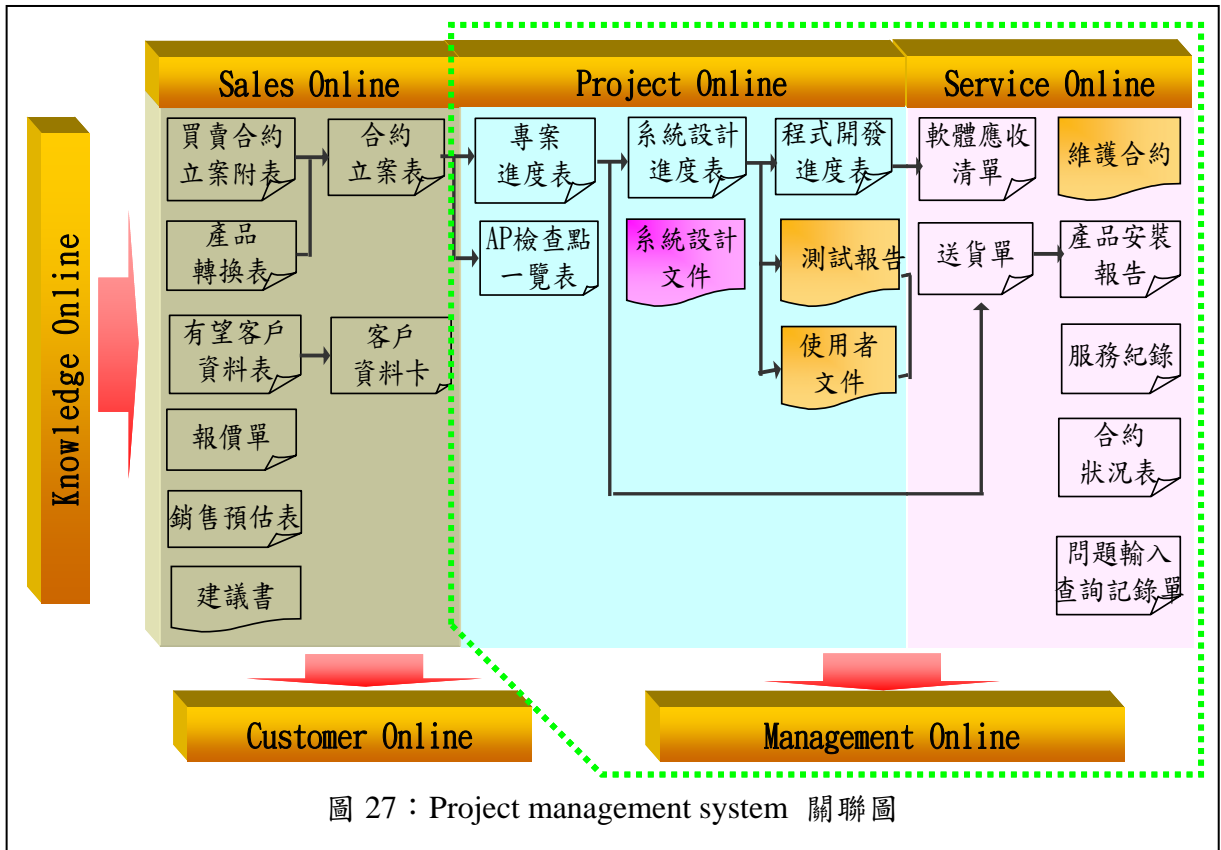 Sales Online
Project Online
Service Online
Knowledge Online
買賣合約
立案附表
合約
立案表
產品
轉換表
有望客戶
資料表
客戶
資料卡
報價單
銷售預估表
建議書
專案
進度表
系統設計
進度表
程式開發
進度表
AP檢查點
一覽表
系統設計
文件
測試報告
使用者
文件
軟體應收
清單
維護合約
送貨單
產品安裝
報告
服務紀錄
合約
狀況表
問題輸入
查詢記錄單
Customer Online
Management Online
圖 27：Project management system 關聯圖